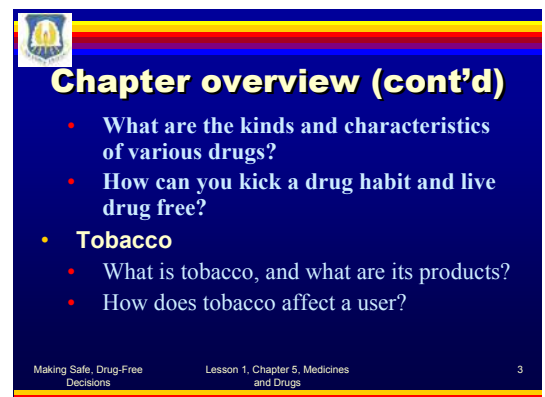 Chapter overview (cont’d)
• What are the kinds and characteristics
of various drugs?
• How can you kick a drug habit and live
drug free?
• Tobacco
• What is tobacco, and what are its products?
• How does tobacco affect a user?
Making Safe, Drug-Free
Decisions
Lesson 1, Chapter 5, Medicines
and Drugs
3